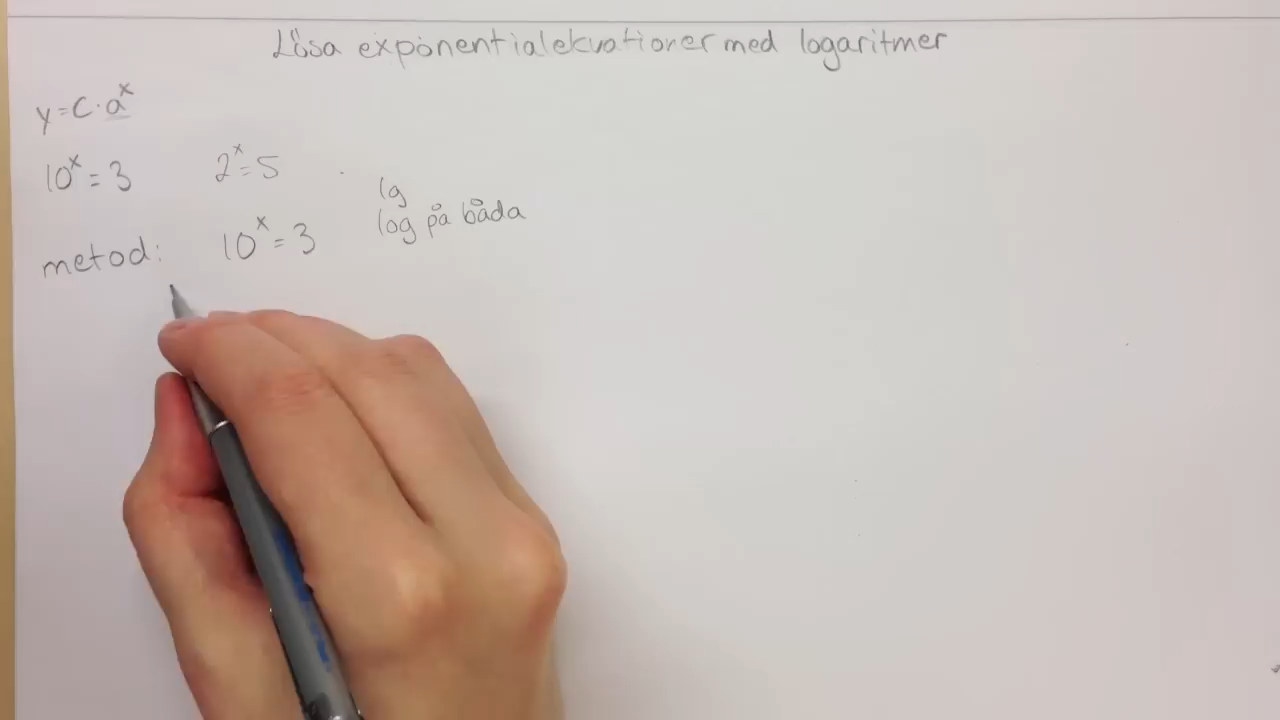 Lösa exponentialekvationer med logaritmer
y=C·a^x
10^x=3 2^x=5
lg
log på båda
metod: 10^x=3